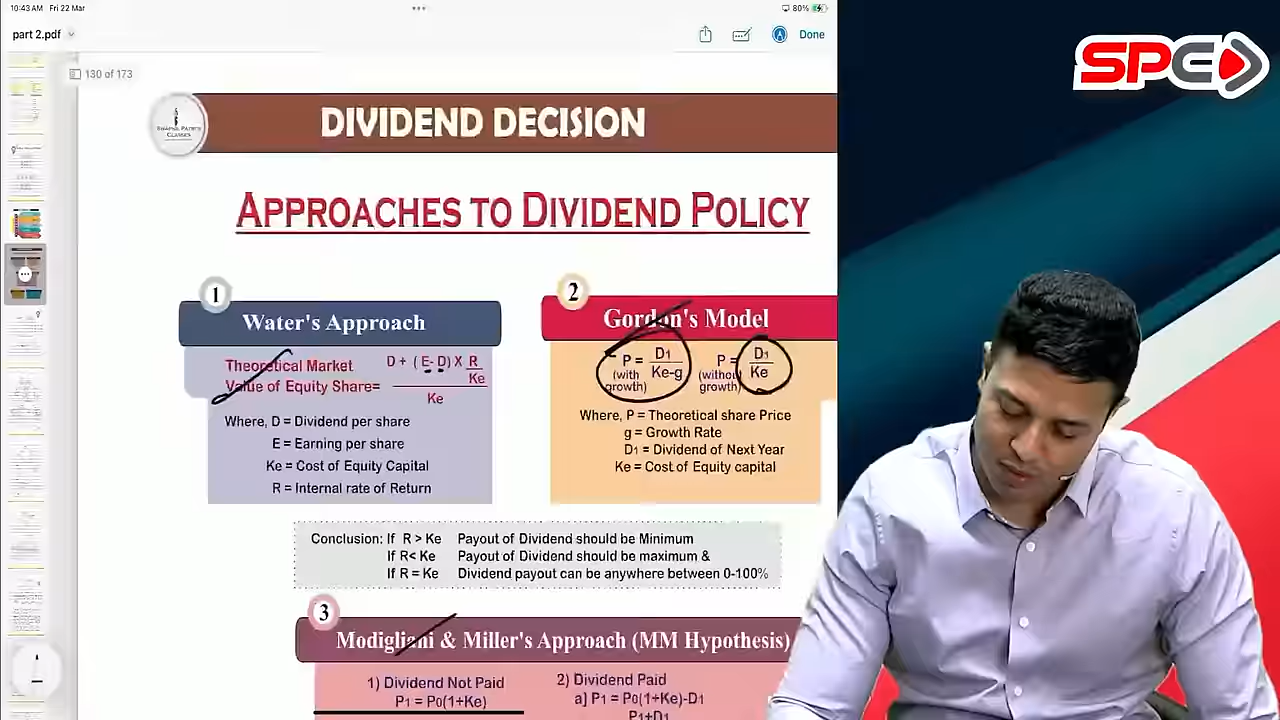 10:43 AM Fri 22 Mar
80%
part 2.pdf
Done
130 of 173
SPC
DIVIDEND DECISION
APPROACHES TO DIVIDEND POLICY
1
Water's Approach
Theoretical Market
Value of Equity Share=
D + ( E- D) X R
Ke
Ke
Where, D = Dividend per share
E = Earning per share
Ke = Cost of Equity Capital
R = Internal rate of Return
2
Gordon's Model
P = D1
(with Ke-g
growth)
P = D1
(without Ke
growth)
Where, P = Theoretical share Price
g = Growth Rate
D1 = Dividend of Next Year
Ke = Cost of Equity capital
Conclusion: If R > Ke Payout of Dividend should be Minimum
If R< Ke Payout of Dividend should be maximum &
If R = Ke Dividend payout can be anywhere between 0-100%
3
Modigliani & Miller's Approach (MM Hypothesis)
1) Dividend Not Paid
P1 = P0(1+Ke)
2) Dividend Paid
a] P1 = P0(1+Ke)-D1
P1+D1